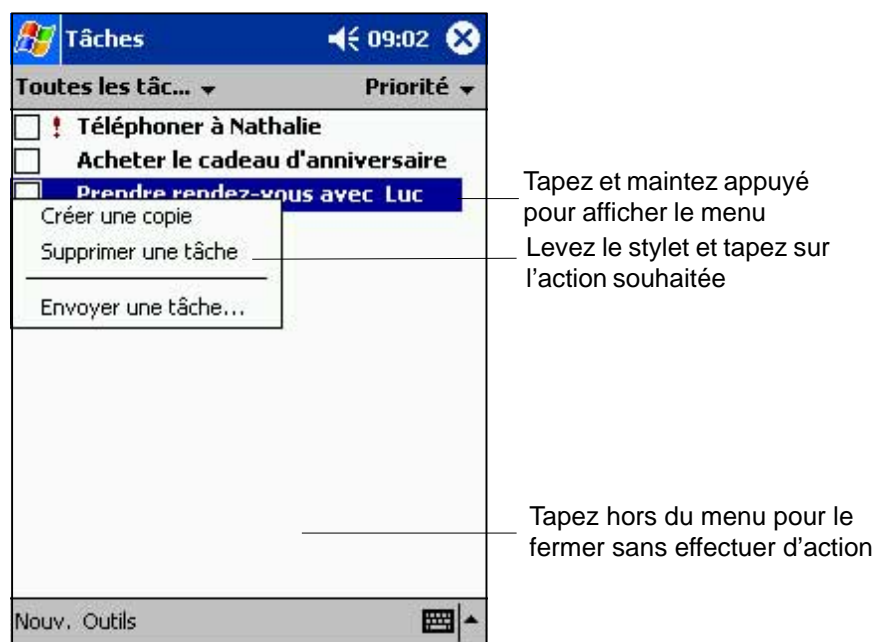 Tâches 09:02
Toutes les tâc... Priorité
! Téléphoner à Nathalie
Acheter le cadeau d'anniversaire
Prendre rendez-vous avec Luc
Créer une copie
Supprimer une tâche
Envoyer une tâche...
Nouv. Outils
Tapez et maintez appuyé
pour afficher le menu
Levez le stylet et tapez sur
l'action souhaitée
Tapez hors du menu pour le
fermer sans effectuer d'action